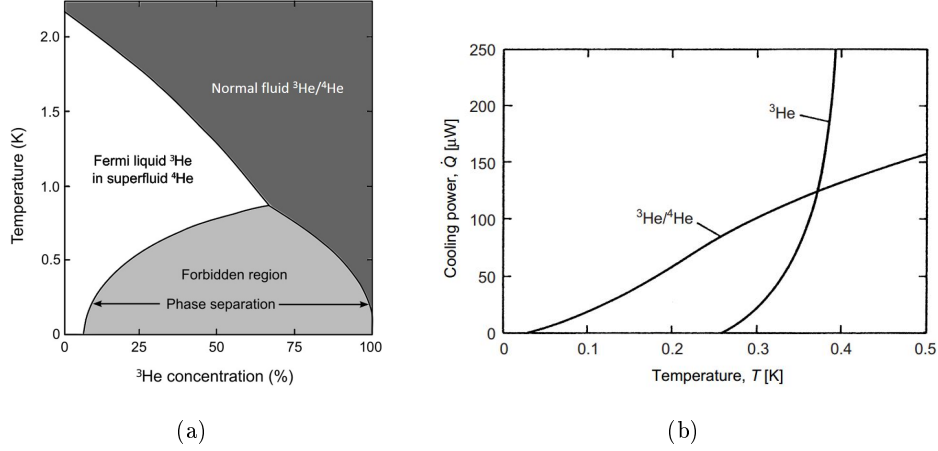 2.0
1.5
1.0
0.5
0
0
25
50
75
100
Temperature (K)
³He concentration (%)
Normal fluid ³He/⁴He
Fermi liquid ³He
in superfluid ⁴He
Forbidden region
Phase separation
(a)
250
200
150
100
50
0
0
0.1
0.2
0.3
0.4
0.5
Cooling power, Q̇ [µW]
Temperature, T [K]
³He
³He/⁴He
(b)